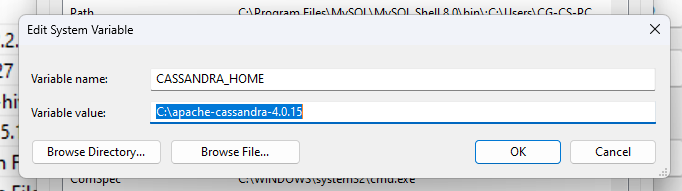 Path C:\Program Files\MySQL\MySQL Shell 8.0\bin\;C:\Users\CG-CS-PC
Edit System Variable
Variable name: CASSANDRA_HOME
Variable value: C:\apache-cassandra-4.0.15
Browse Directory... Browse File... OK Cancel
ComSpec C:\WINDOWS\system32\cmd.exe